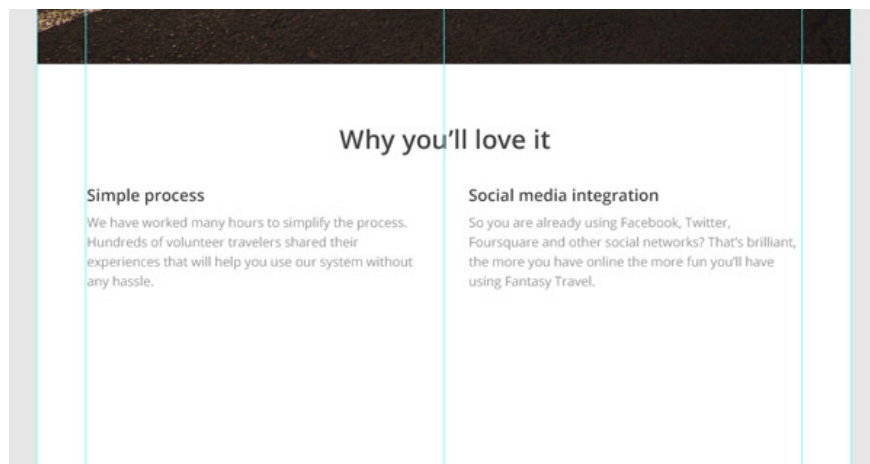 Why you’ll love it
Simple process
We have worked many hours to simplify the process.
Hundreds of volunteer travelers shared their
experiences that will help you use our system without
any hassle.
Social media integration
So you are already using Facebook, Twitter,
Foursquare and other social networks? That’s brilliant,
the more you have online the more fun you’ll have
using Fantasy Travel.